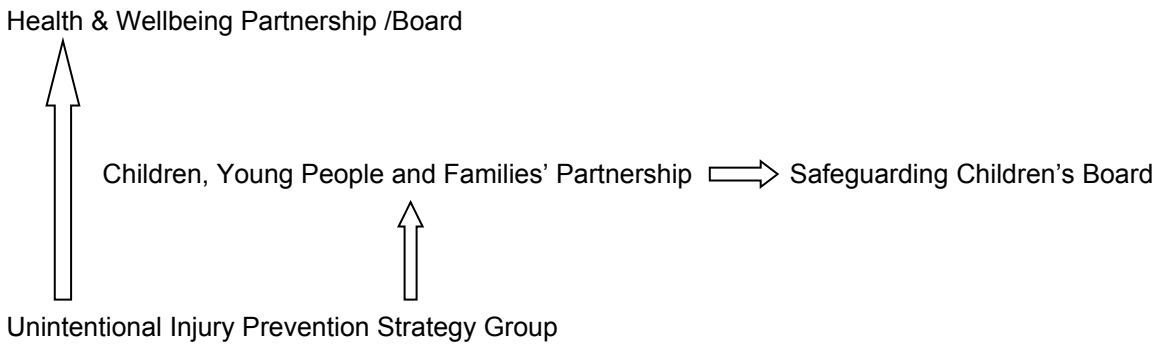 Health & Wellbeing Partnership /Board
Children, Young People and Families’ Partnership
Safeguarding Children’s Board
Unintentional Injury Prevention Strategy Group